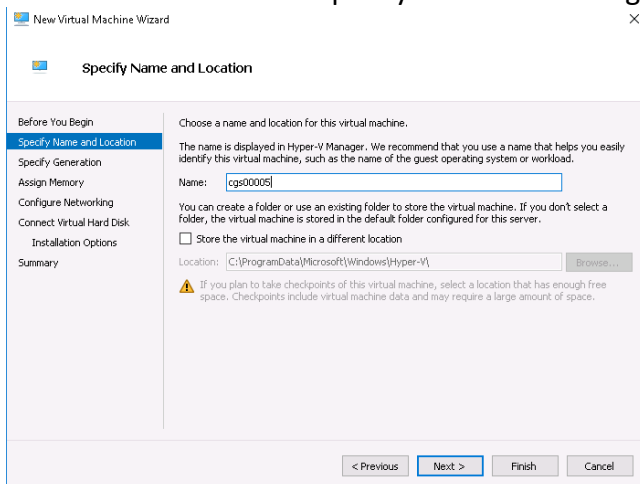 New Virtual Machine Wizard
Specify Name and Location
Before You Begin
Specify Name and Location
Specify Generation
Assign Memory
Configure Networking
Connect Virtual Hard Disk
Installation Options
Summary
Choose a name and location for this virtual machine.
The name is displayed in Hyper-V Manager. We recommend that you use a name that helps you easily
identify this virtual machine, such as the name of the guest operating system or workload.
Name: cgs00005
You can create a folder or use an existing folder to store the virtual machine. If you don't select a
folder, the virtual machine is stored in the default folder configured for this server.
Store the virtual machine in a different location
Location: C:\ProgramData\Microsoft\Windows\Hyper-V\ Browse...
If you plan to take checkpoints of this virtual machine, select a location that has enough free
space. Checkpoints include virtual machine data and may require a large amount of space.
< Previous Next > Finish Cancel